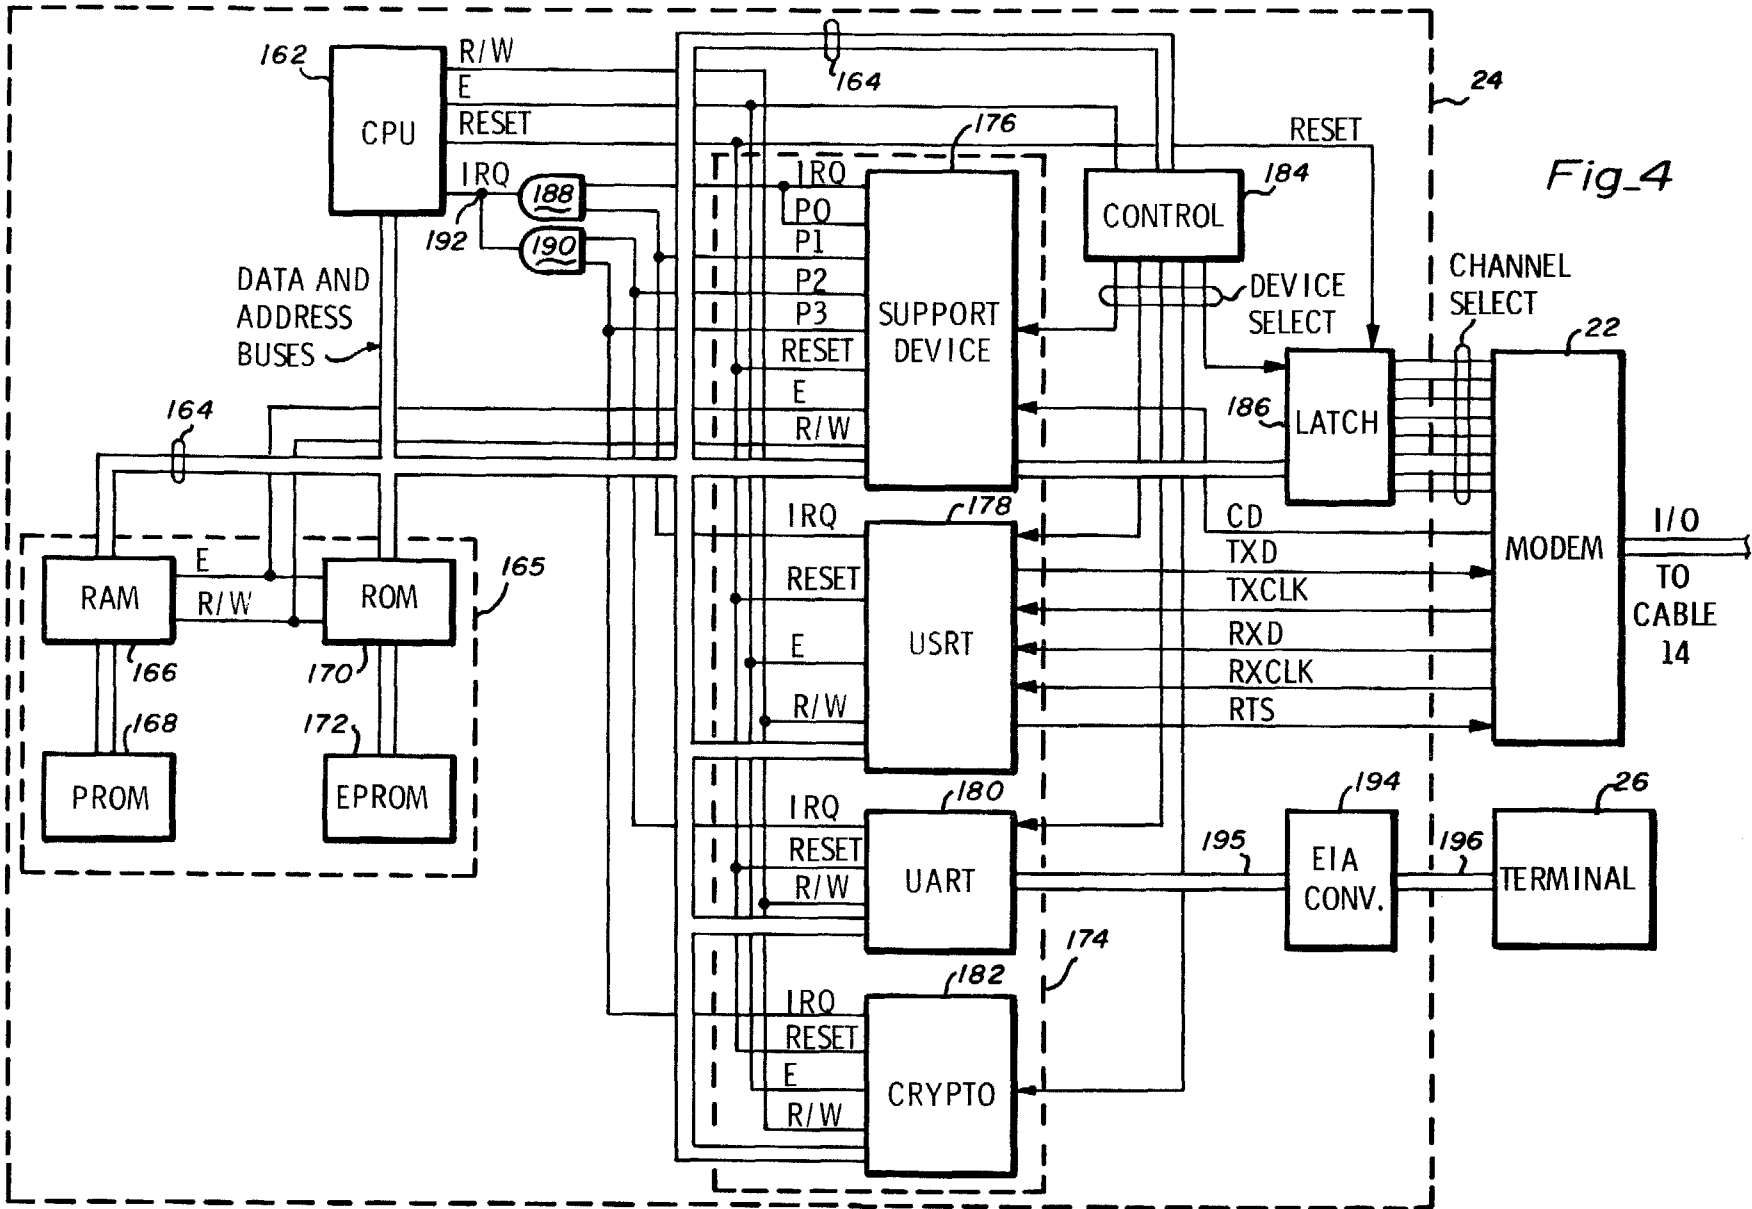 162
CPU
R/W
E
RESET
IRQ
192
188
190
164
24
RESET
Fig_4
176
IRQ
P0
P1
P2
P3
RESET
E
R/W
SUPPORT
DEVICE
184
CONTROL
DEVICE
SELECT
CHANNEL
SELECT
22
186
LATCH
MODEM
I/O
TO
CABLE
14
DATA AND
ADDRESS
BUSES
164
165
E
R/W
RAM
166
ROM
170
168
PROM
172
EPROM
178
IRQ
RESET
E
R/W
USRT
CD
TXD
TXCLK
RXD
RXCLK
RTS
180
IRQ
RESET
R/W
UART
195
194
EIA
CONV.
196
26
TERMINAL
174
182
IRQ
RESET
E
R/W
CRYPTO